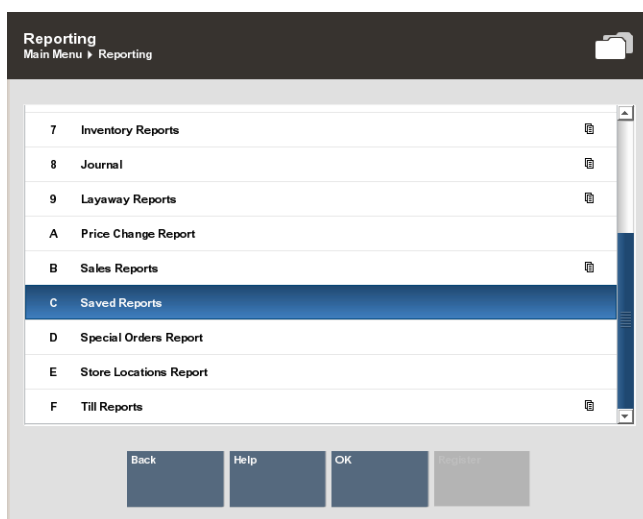 Reporting
Main Menu ▶ Reporting
7 Inventory Reports
8 Journal
9 Layaway Reports
A Price Change Report
B Sales Reports
C Saved Reports
D Special Orders Report
E Store Locations Report
F Till Reports
Back Help OK Register